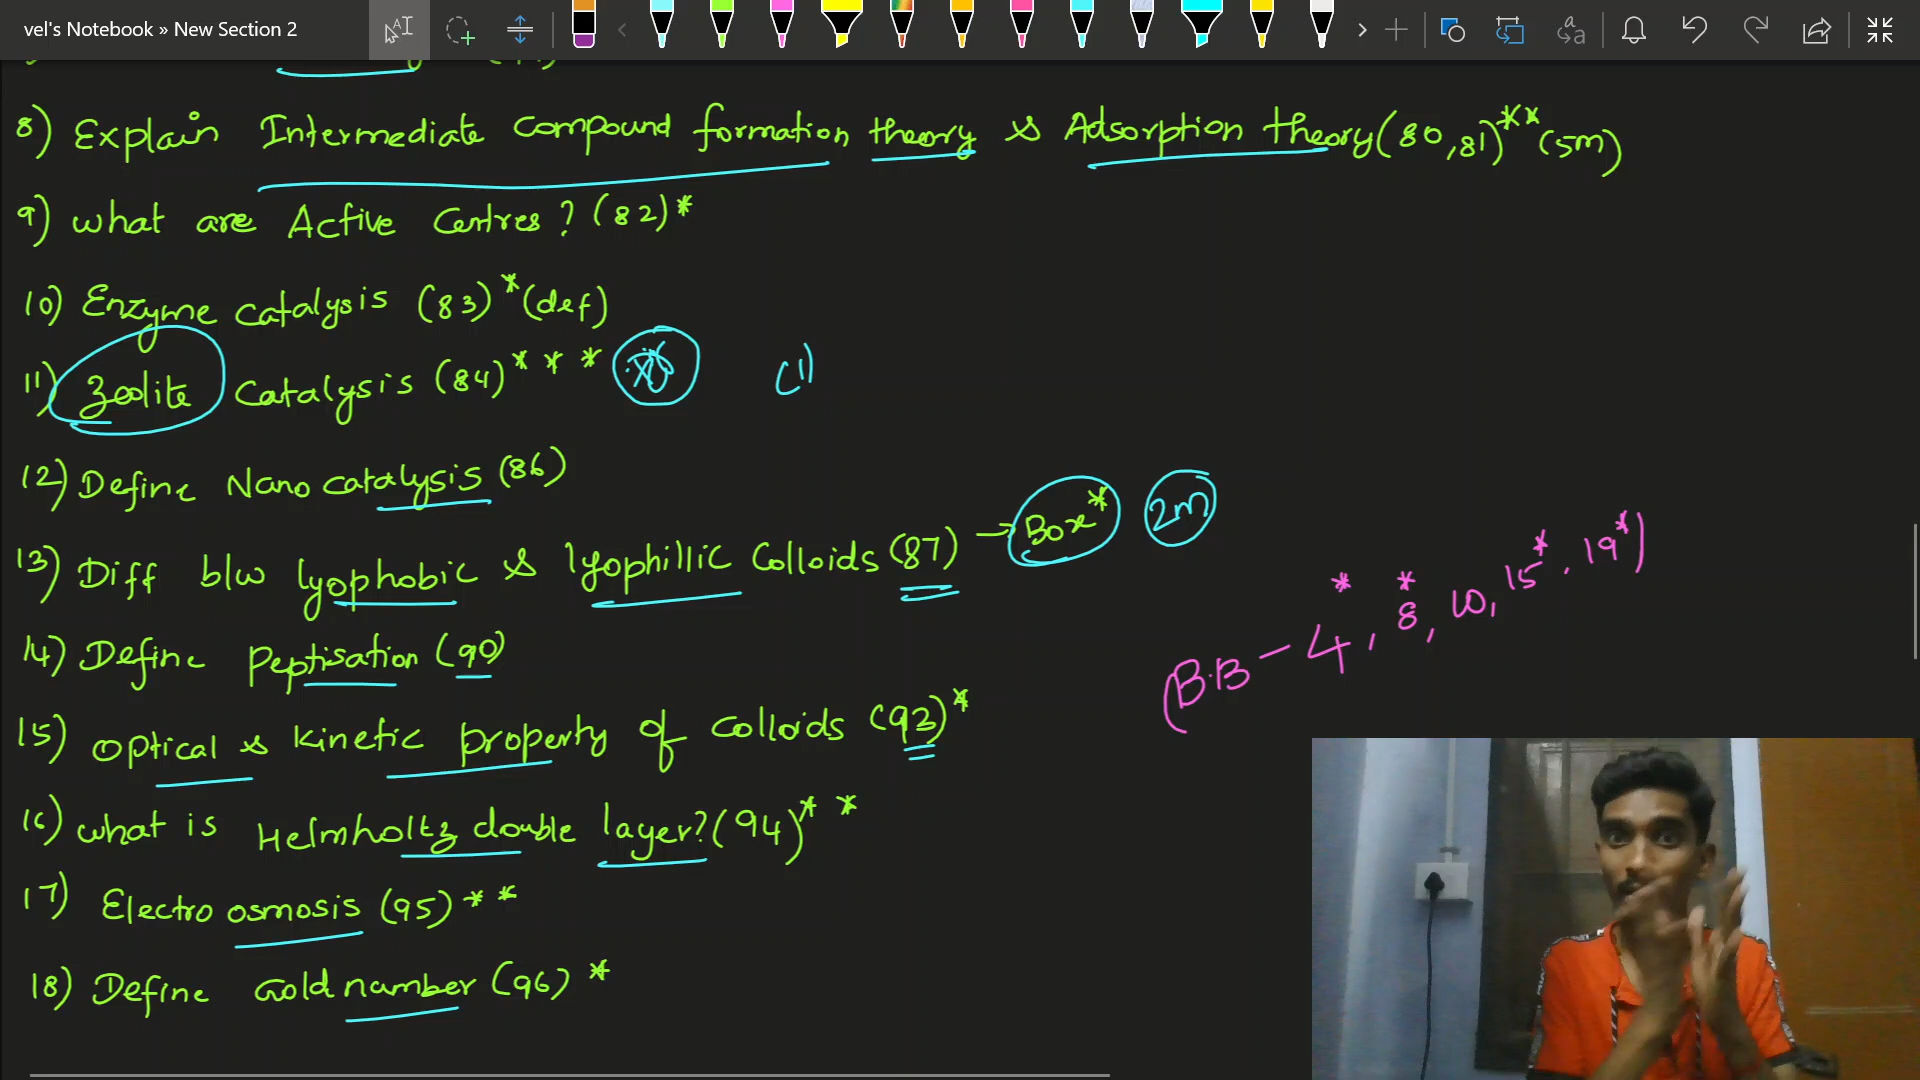 vel's Notebook » New Section 2
8) Explain Intermediate compound formation theory & Adsorption theory (80,81)** (5m)
9) what are Active Centres? (82)*
10) Enzyme catalysis (83)* (def)
11) Zeolite Catalysis (84)* * *
12) Define Nano catalysis (86)
13) Diff b/w lyophobic & lyophillic Colloids (87) → Box* 2m
14) Define Peptisation (90)
15) Optical & kinetic property of colloids (93)*
16) what is Helmholtz double layer? (94)* *
17) Electro osmosis (95)* *
18) Define Gold number (96) *
(B.B - 4*, 8*, 10, 15*, 19*)